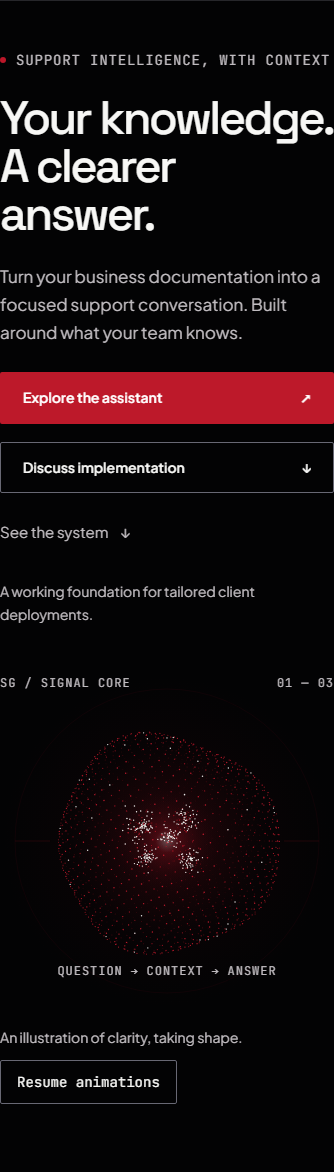 SUPPORT INTELLIGENCE, WITH CONTEXT
Your knowledge.
A clearer
answer.
Turn your business documentation into a
focused support conversation. Built
around what your team knows.
Explore the assistant ↗
Discuss implementation ↓
See the system ↓
A working foundation for tailored client
deployments.
SG / SIGNAL CORE 01 — 03
QUESTION → CONTEXT → ANSWER
An illustration of clarity, taking shape.
Resume animations